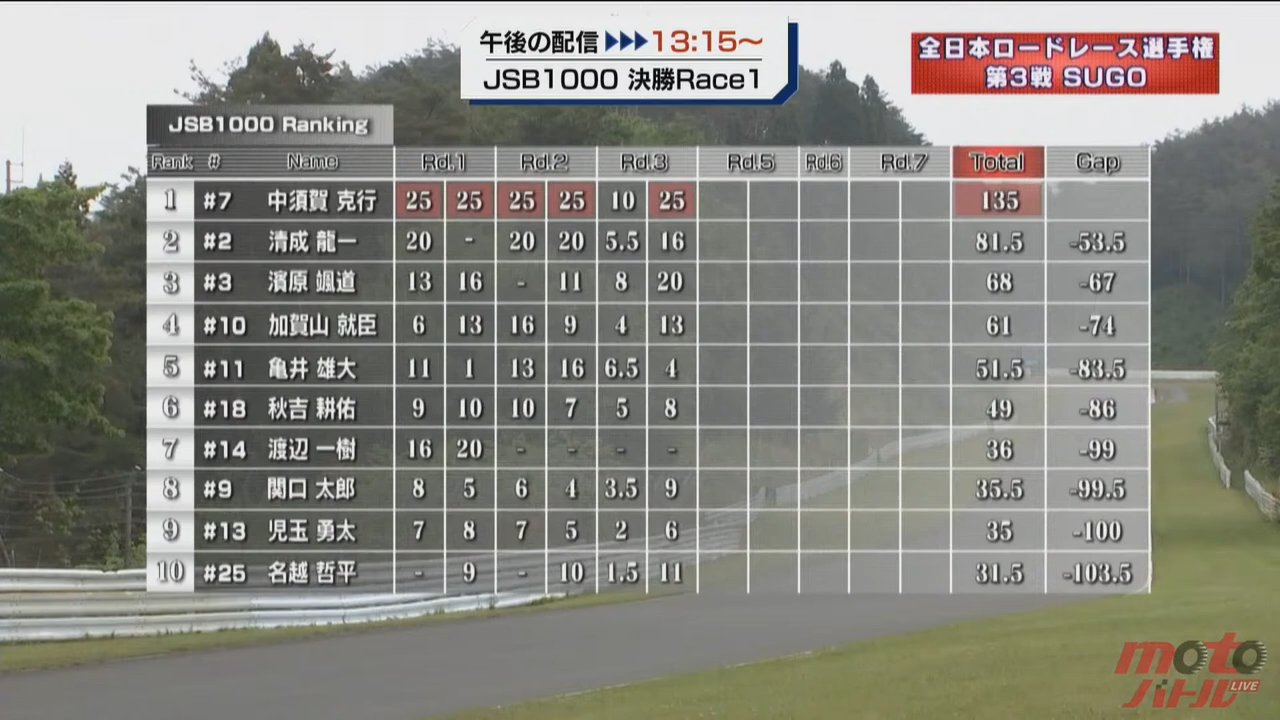 午後の配信 13:15～
JSB1000 決勝Race1
全日本ロードレース選手権
第3戦 SUGO
JSB1000 Ranking
Rank # Name Rd.1 Rd.2 Rd.3 Rd.5 Rd.6 Rd.7 Total Gap
1 #7 中須賀 克行 25 25 25 25 10 25 135
2 #2 清成 龍一 20 - 20 20 5.5 16 81.5 -53.5
3 #3 濱原 颯道 13 16 - 11 8 20 68 -67
4 #10 加賀山 就臣 6 13 16 9 4 13 61 -74
5 #11 亀井 雄大 11 1 13 16 6.5 4 51.5 -83.5
6 #18 秋吉 耕佑 9 10 10 7 5 8 49 -86
7 #14 渡辺 一樹 16 20 - - - - 36 -99
8 #9 関口 太郎 8 5 6 4 3.5 9 35.5 -99.5
9 #13 児玉 勇太 7 8 7 5 2 6 35 -100
10 #25 名越 哲平 - 9 - 10 1.5 11 31.5 -103.5
moto
バトル LIVE